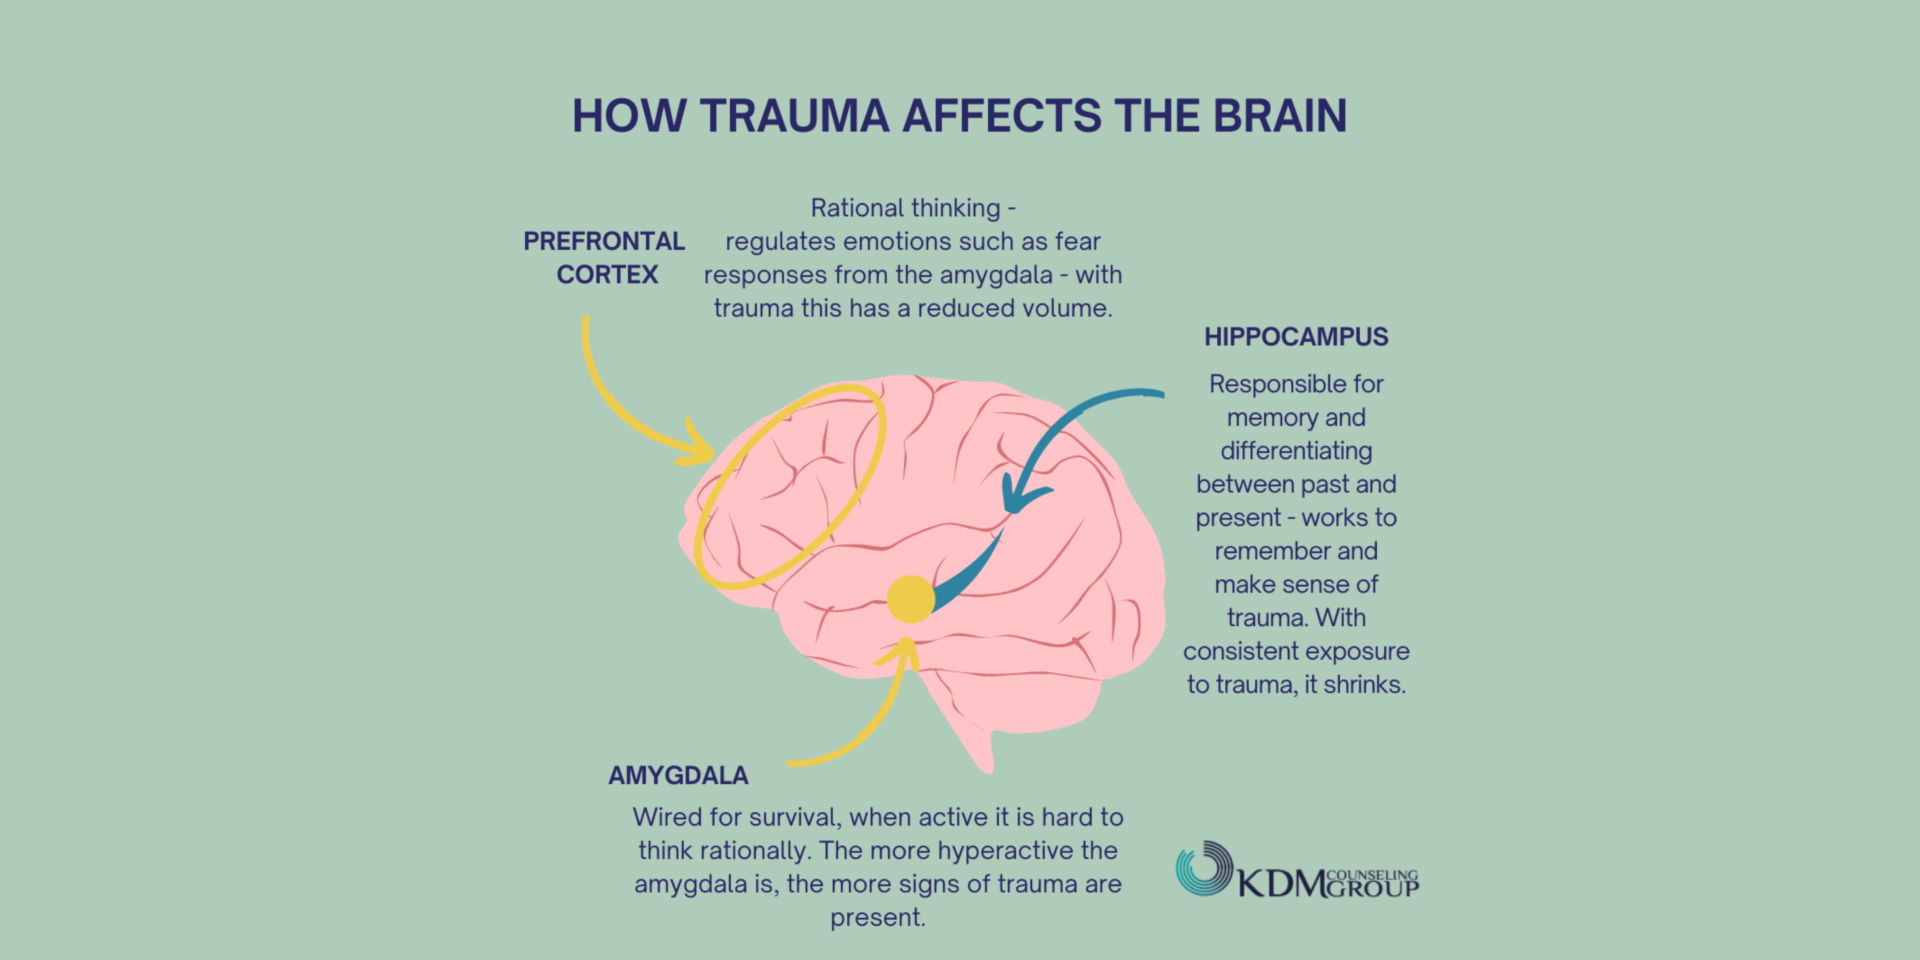 HOW TRAUMA AFFECTS THE BRAIN
PREFRONTAL
CORTEX
Rational thinking -
regulates emotions such as fear
responses from the amygdala - with
trauma this has a reduced volume.
HIPPOCAMPUS
Responsible for
memory and
differentiating
between past and
present - works to
remember and
make sense of
trauma. With
consistent exposure
to trauma, it shrinks.
AMYGDALA
Wired for survival, when active it is hard to
think rationally. The more hyperactive the
amygdala is, the more signs of trauma are
present.
KDM COUNSELING
GROUP